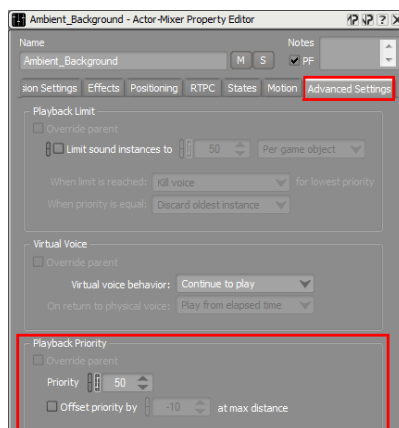 Ambient_Background - Actor-Mixer Property Editor
Name
Notes
Ambient_Background
M
S
PF
sion Settings
Effects
Positioning
RTPC
States
Motion
Advanced Settings
Playback Limit
Override parent
Limit sound instances to
50
Per game object
When limit is reached:
Kill voice
for lowest priority
When priority is equal:
Discard oldest instance
Virtual Voice
Override parent
Virtual voice behavior:
Continue to play
On return to physical voice:
Play from elapsed time
Playback Priority
Override parent
Priority
50
Offset priority by
-10
at max distance